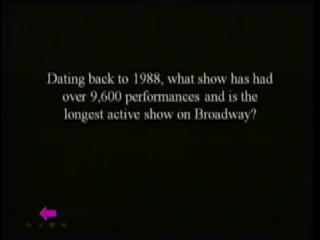 Dating back to 1988, what show has had
over 9,600 performances and is the
longest active show on Broadway?